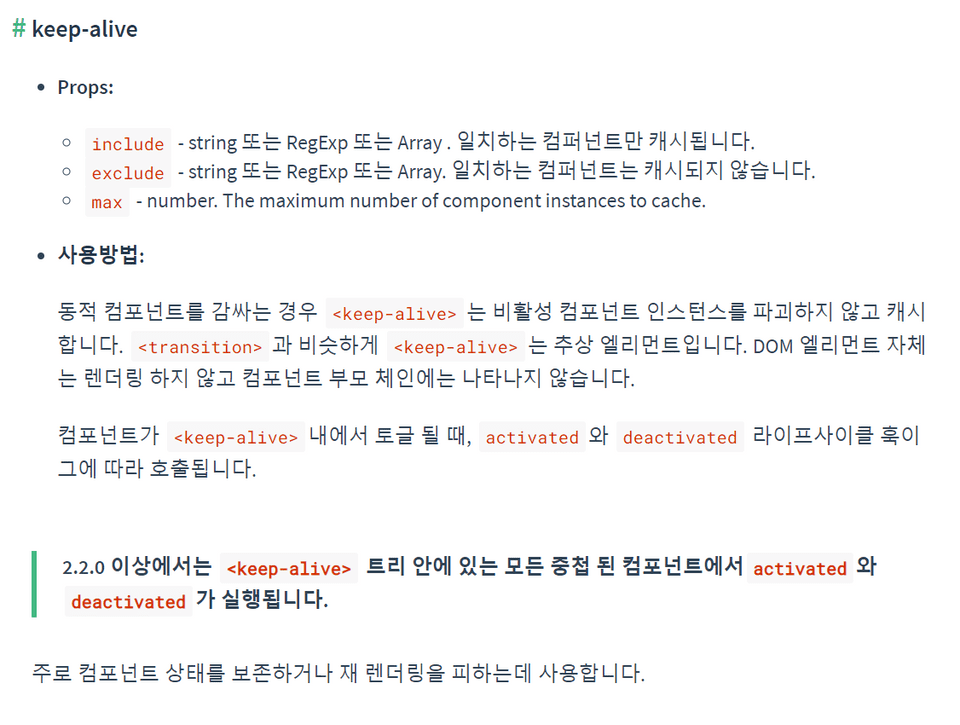 # keep-alive
Props:
include - string 또는 RegExp 또는 Array . 일치하는 컴퍼넌트만 캐시됩니다.
exclude - string 또는 RegExp 또는 Array. 일치하는 컴퍼넌트는 캐시되지 않습니다.
max - number. The maximum number of component instances to cache.
사용방법:
동적 컴포넌트를 감싸는 경우 <keep-alive> 는 비활성 컴포넌트 인스턴스를 파괴하지 않고 캐시
합니다. <transition> 과 비슷하게 <keep-alive> 는 추상 엘리먼트입니다. DOM 엘리먼트 자체
는 렌더링 하지 않고 컴포넌트 부모 체인에는 나타나지 않습니다.
컴포넌트가 <keep-alive> 내에서 토글 될 때, activated 와 deactivated 라이프사이클 훅이
그에 따라 호출됩니다.
2.2.0 이상에서는 <keep-alive> 트리 안에 있는 모든 중첩 된 컴포넌트에서 activated 와
deactivated 가 실행됩니다.
주로 컴포넌트 상태를 보존하거나 재 렌더링을 피하는데 사용합니다.